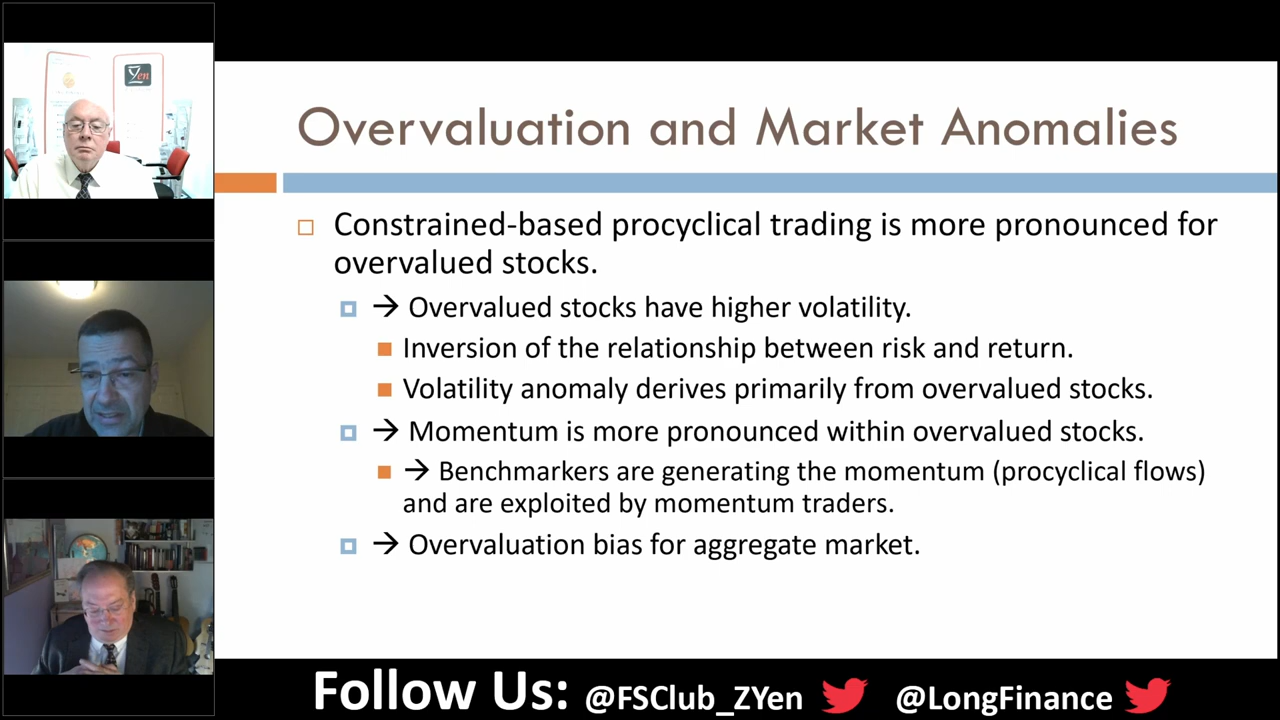 Yen
Overvaluation and Market Anomalies
Constrained-based procyclical trading is more pronounced for
overvalued stocks.
→ Overvalued stocks have higher volatility.
Inversion of the relationship between risk and return.
Volatility anomaly derives primarily from overvalued stocks.
→ Momentum is more pronounced within overvalued stocks.
→ Benchmarkers are generating the momentum (procyclical flows)
and are exploited by momentum traders.
→ Overvaluation bias for aggregate market.
Follow Us: @FSClub_ZYen @LongFinance